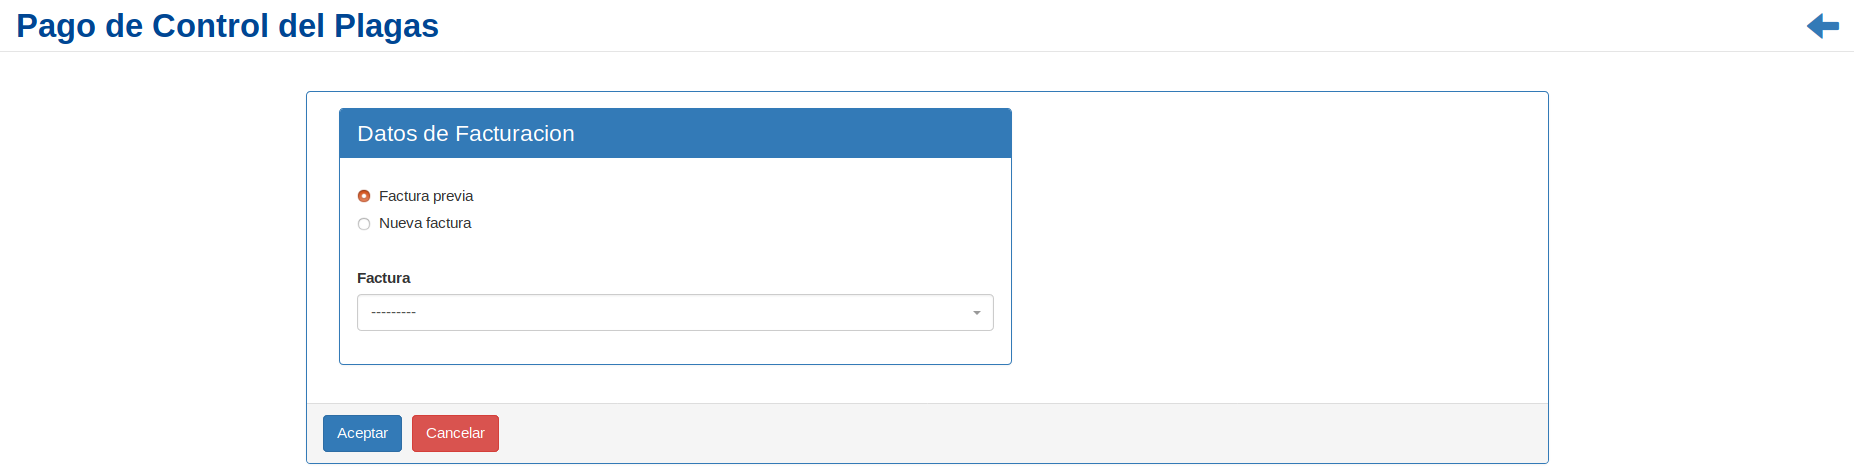 Pago de Control del Plagas
Datos de Facturacion
Factura previa
Nueva factura
Factura
---------
Aceptar
Cancelar